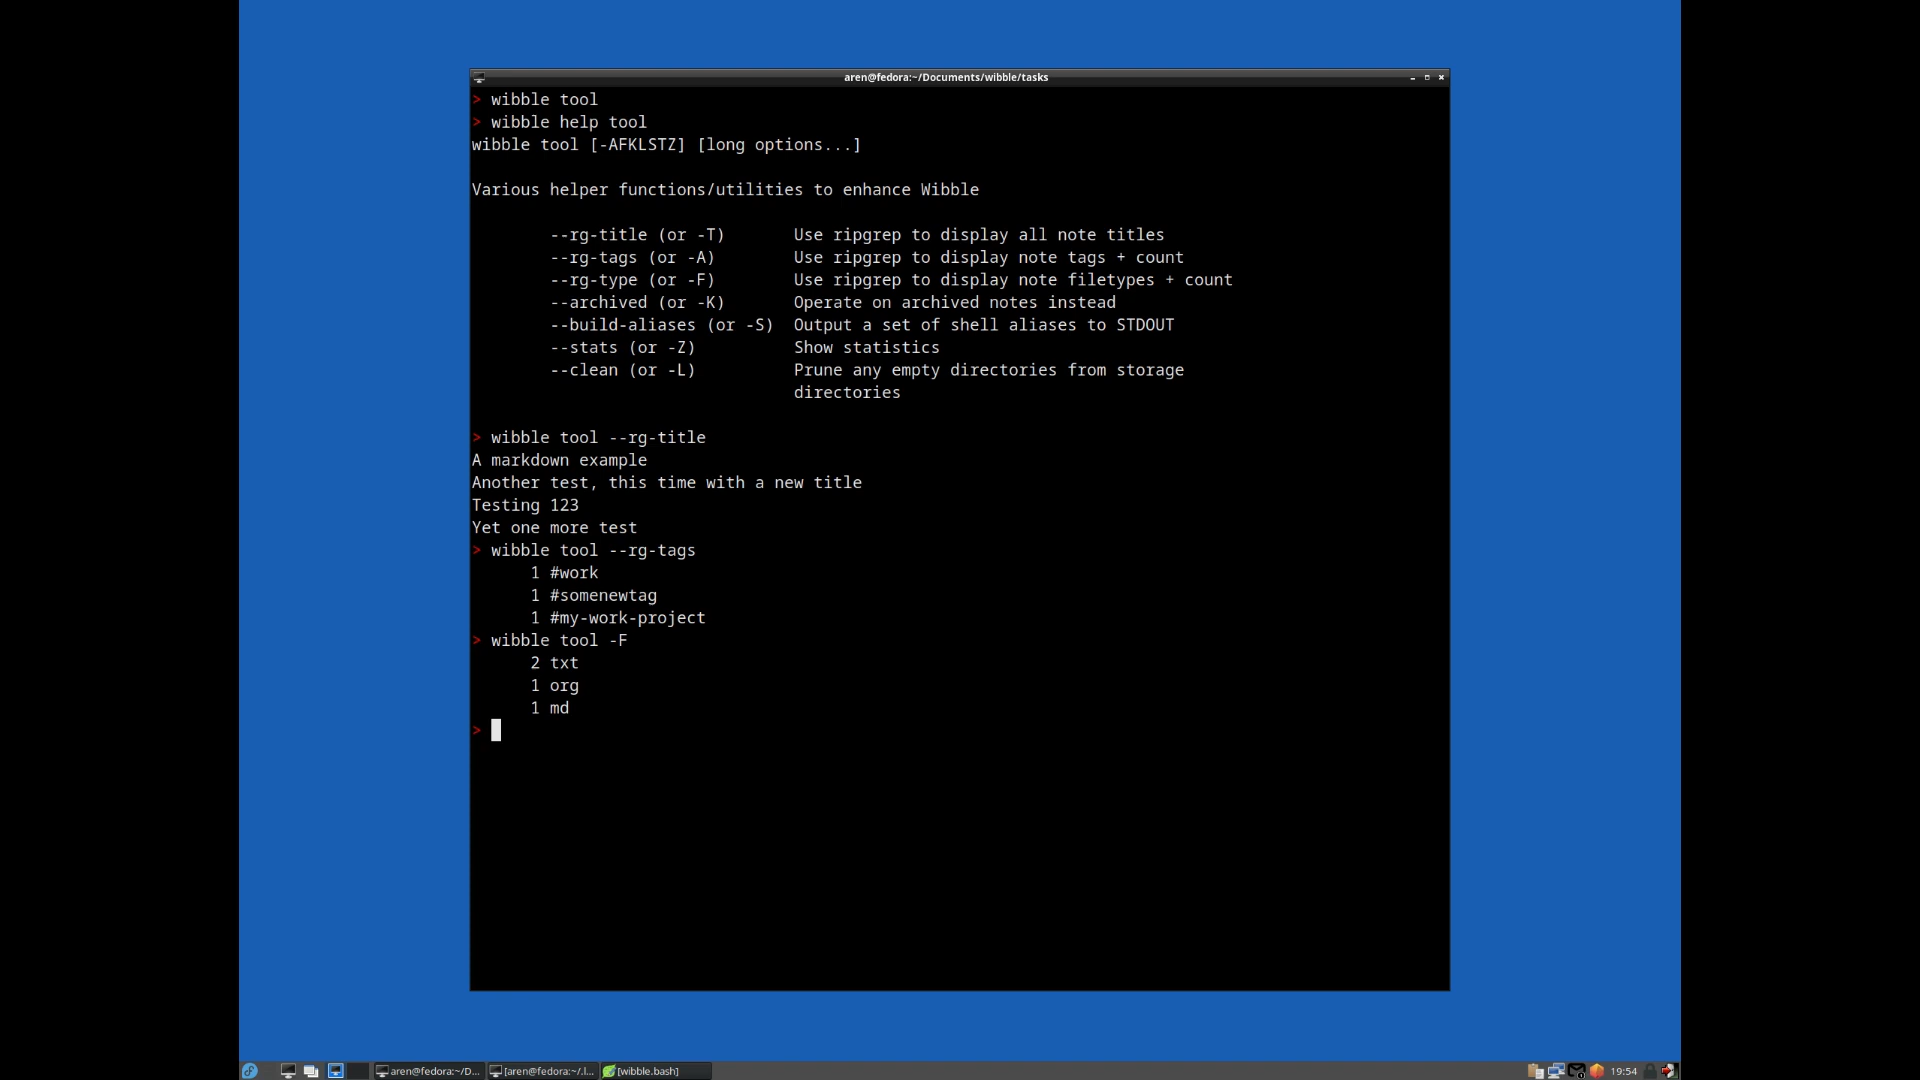 aren@fedora:~/Documents/wibble/tasks
> wibble tool
> wibble help tool
wibble tool [-AFKLSTZ] [long options...]
Various helper functions/utilities to enhance Wibble
--rg-title (or -T) Use ripgrep to display all note titles
--rg-tags (or -A) Use ripgrep to display note tags + count
--rg-type (or -F) Use ripgrep to display note filetypes + count
--archived (or -K) Operate on archived notes instead
--build-aliases (or -S) Output a set of shell aliases to STDOUT
--stats (or -Z) Show statistics
--clean (or -L) Prune any empty directories from storage
directories
> wibble tool --rg-title
A markdown example
Another test, this time with a new title
Testing 123
Yet one more test
> wibble tool --rg-tags
1 #work
1 #somenewtag
1 #my-work-project
> wibble tool -F
2 txt
1 org
1 md
>
aren@fedora:~/D... [aren@fedora:~/.l... [wibble.bash] 19:54